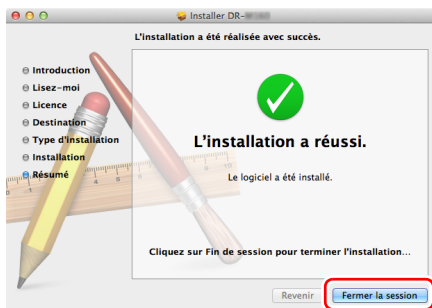 Installer DR-
L'installation a été réalisée avec succès.
Introduction
Lisez-moi
Licence
Destination
Type d'installation
Installation
Résumé
L'installation a réussi.
Le logiciel a été installé.
Cliquez sur Fin de session pour terminer l'installation...
Revenir
Fermer la session